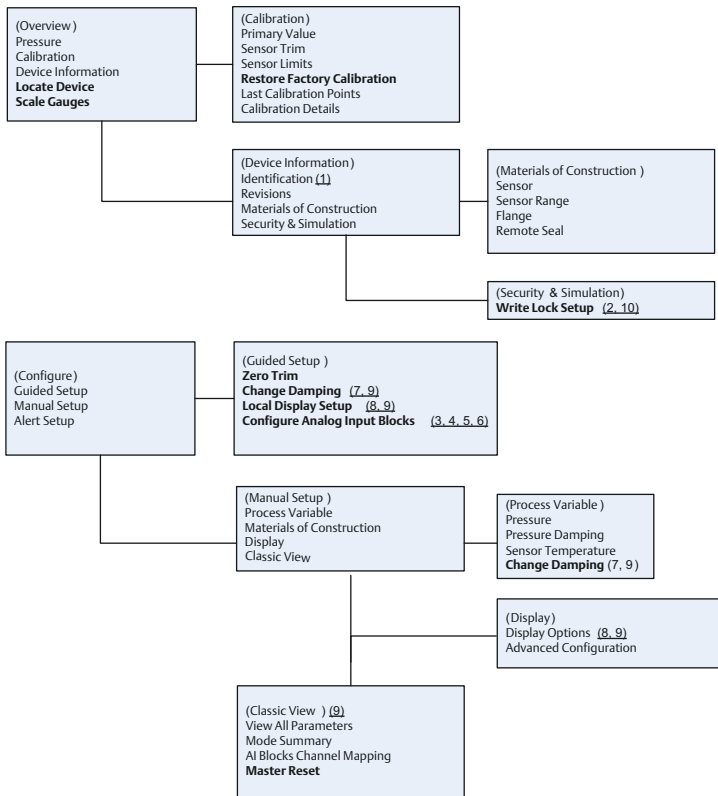 (Overview)
Pressure
Calibration
Device Information
Locate Device
Scale Gauges
(Calibration)
Primary Value
Sensor Trim
Sensor Limits
Restore Factory Calibration
Last Calibration Points
Calibration Details
(Device Information)
Identification (1)
Revisions
Materials of Construction
Security & Simulation
(Materials of Construction )
Sensor
Sensor Range
Flange
Remote Seal
(Security & Simulation)
Write Lock Setup (2, 10)
(Configure)
Guided Setup
Manual Setup
Alert Setup
(Guided Setup )
Zero Trim
Change Damping (7, 9)
Local Display Setup (8, 9)
Configure Analog Input Blocks (3, 4, 5, 6)
(Manual Setup )
Process Variable
Materials of Construction
Display
Classic View
(Process Variable )
Pressure
Pressure Damping
Sensor Temperature
Change Damping (7, 9 )
(Display)
Display Options (8, 9)
Advanced Configuration
(Classic View ) (9)
View All Parameters
Mode Summary
AI Blocks Channel Mapping
Master Reset